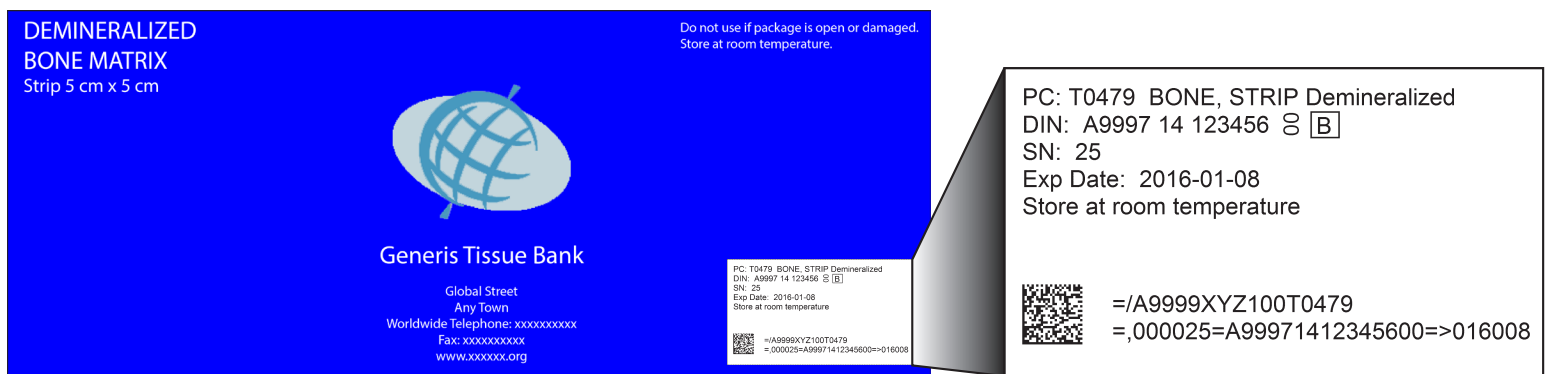 DEMINERALIZED
BONE MATRIX
Strip 5 cm x 5 cm
Do not use if package is open or damaged.
Store at room temperature.
Generis Tissue Bank
Global Street
Any Town
Worldwide Telephone: xxxxxxxxxx
Fax: xxxxxxxxxx
www.xxxxxx.org
PC: T0479 BONE, STRIP Demineralized
DIN: A9997 14 123456 00 B
SN: 25
Exp Date: 2016-01-08
Store at room temperature
=/A9999XYZ100T0479
=,000025=A99971412345600=>016008
PC: T0479 BONE, STRIP Demineralized
DIN: A9997 14 123456 00 B
SN: 25
Exp Date: 2016-01-08
Store at room temperature
=/A9999XYZ100T0479
=,000025=A99971412345600=>016008